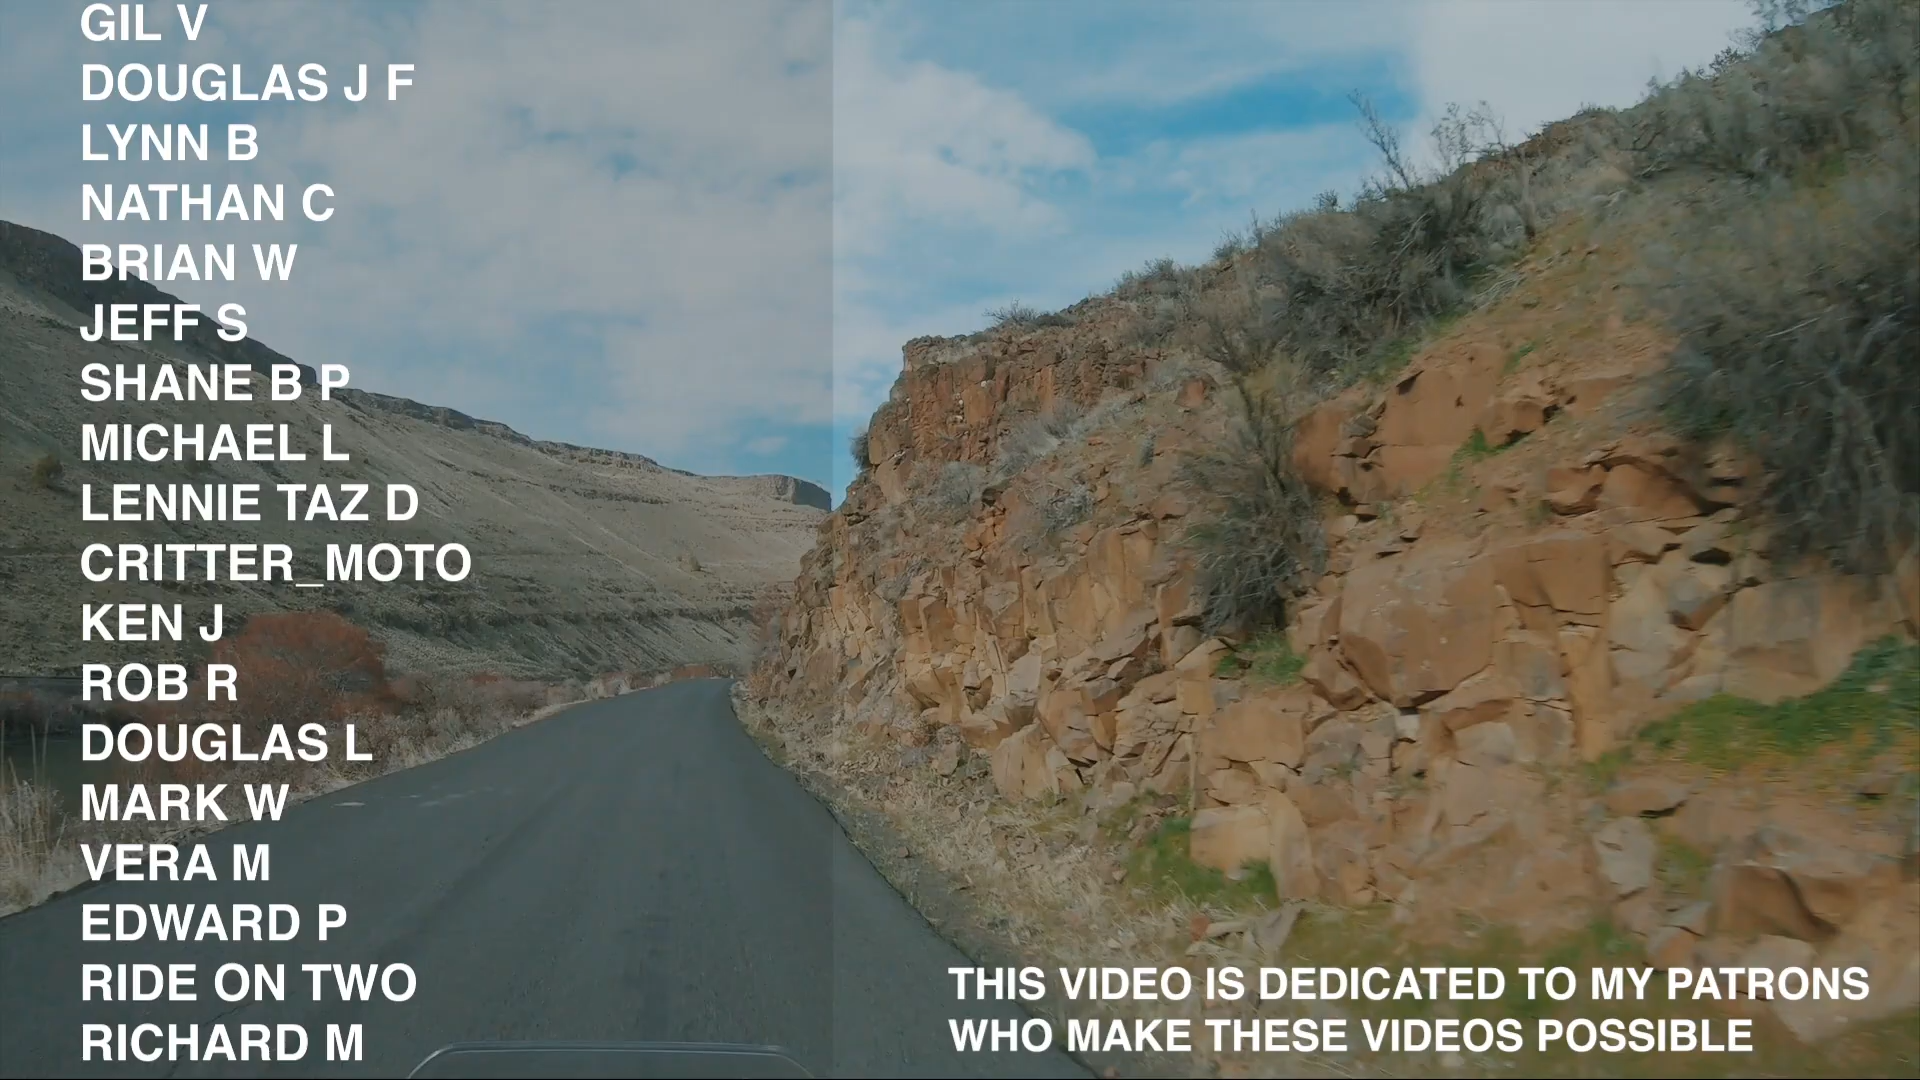 GIL V
DOUGLAS J F
LYNN B
NATHAN C
BRIAN W
JEFF S
SHANE B P
MICHAEL L
LENNIE TAZ D
CRITTER_MOTO
KEN J
ROB R
DOUGLAS L
MARK W
VERA M
EDWARD P
RIDE ON TWO
RICHARD M
THIS VIDEO IS DEDICATED TO MY PATRONS
WHO MAKE THESE VIDEOS POSSIBLE